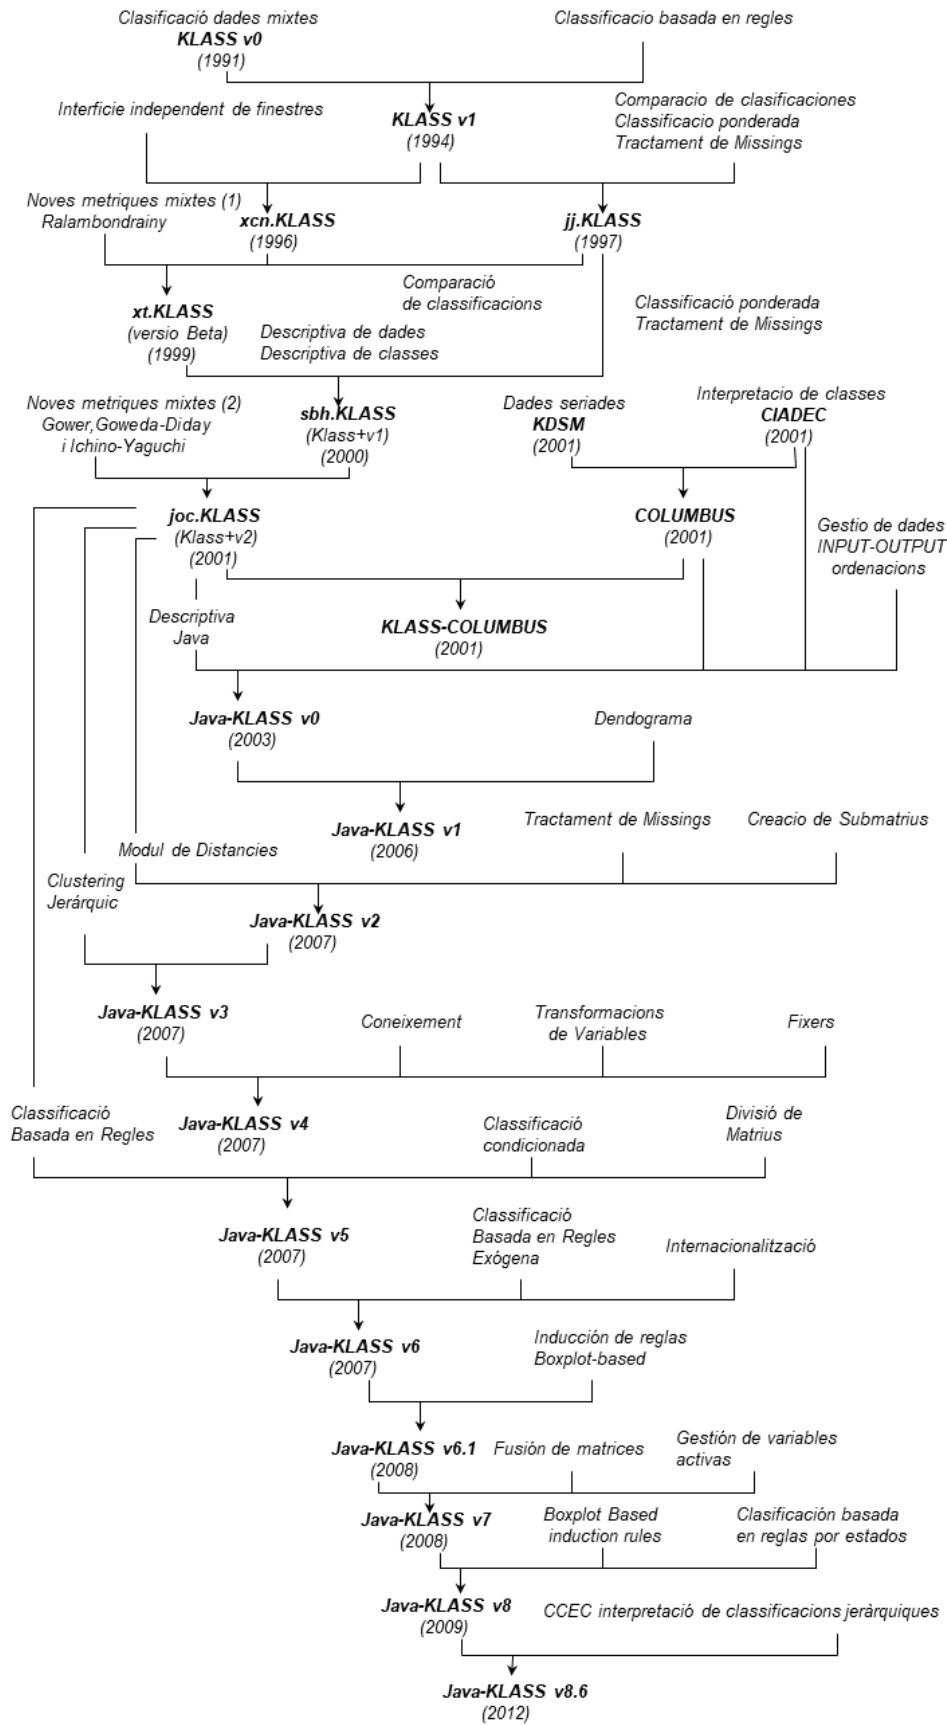 Clasificació dades mixtes
KLASS v0
(1991)
Classificacio basada en regles
Interficie independent de finestres
KLASS v1
(1994)
Comparacio de clasificaciones
Classificacio ponderada
Tractament de Missings
Noves metriques mixtes (1)
Ralambondrainy
xcn.KLASS
(1996)
jj.KLASS
(1997)
Comparació
de classificacions
Classificació ponderada
Tractament de Missings
xt.KLASS
(versio Beta)
(1999)
Descriptiva de dades
Descriptiva de classes
Noves metriques mixtes (2)
Gower,Goweda-Diday
i Ichino-Yaguchi
sbh.KLASS
(Klass+v1)
(2000)
Dades seriades
KDSM
(2001)
Interpretacio de classes
CIADEC
(2001)
joc.KLASS
(Klass+v2)
(2001)
COLUMBUS
(2001)
Gestio de dades
INPUT-OUTPUT
ordenacions
Descriptiva
Java
KLASS-COLUMBUS
(2001)
Java-KLASS v0
(2003)
Dendograma
Java-KLASS v1
(2006)
Tractament de Missings
Creacio de Submatrius
Modul de Distancies
Clustering
Jerárquic
Java-KLASS v2
(2007)
Java-KLASS v3
(2007)
Coneixement
Transformacions
de Variables
Fixers
Classificació
Basada en Regles
Java-KLASS v4
(2007)
Classificació
condicionada
Divisió de
Matrius
Java-KLASS v5
(2007)
Classificació
Basada en Regles
Exógena
Internacionalització
Java-KLASS v6
(2007)
Inducción de reglas
Boxplot-based
Java-KLASS v6.1
(2008)
Fusión de matrices
Gestión de variables
activas
Java-KLASS v7
(2008)
Boxplot Based
induction rules
Clasificación basada
en reglas por estados
Java-KLASS v8
(2009)
CCEC interpretació de classificacions jeràrquiques
Java-KLASS v8.6
(2012)